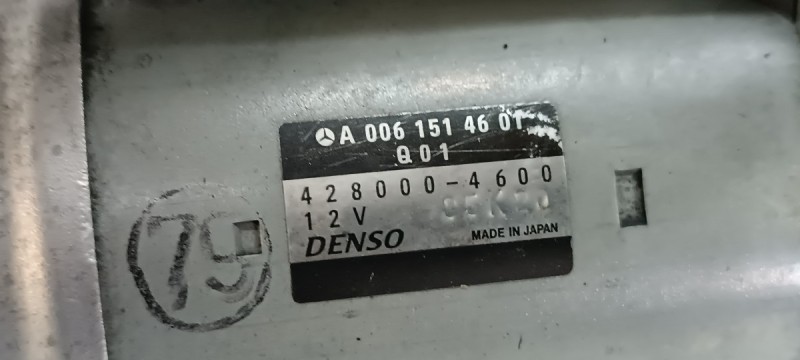 A 006 151 46 01
Q01
428000-4600
12V
DENSO
MADE IN JAPAN
79